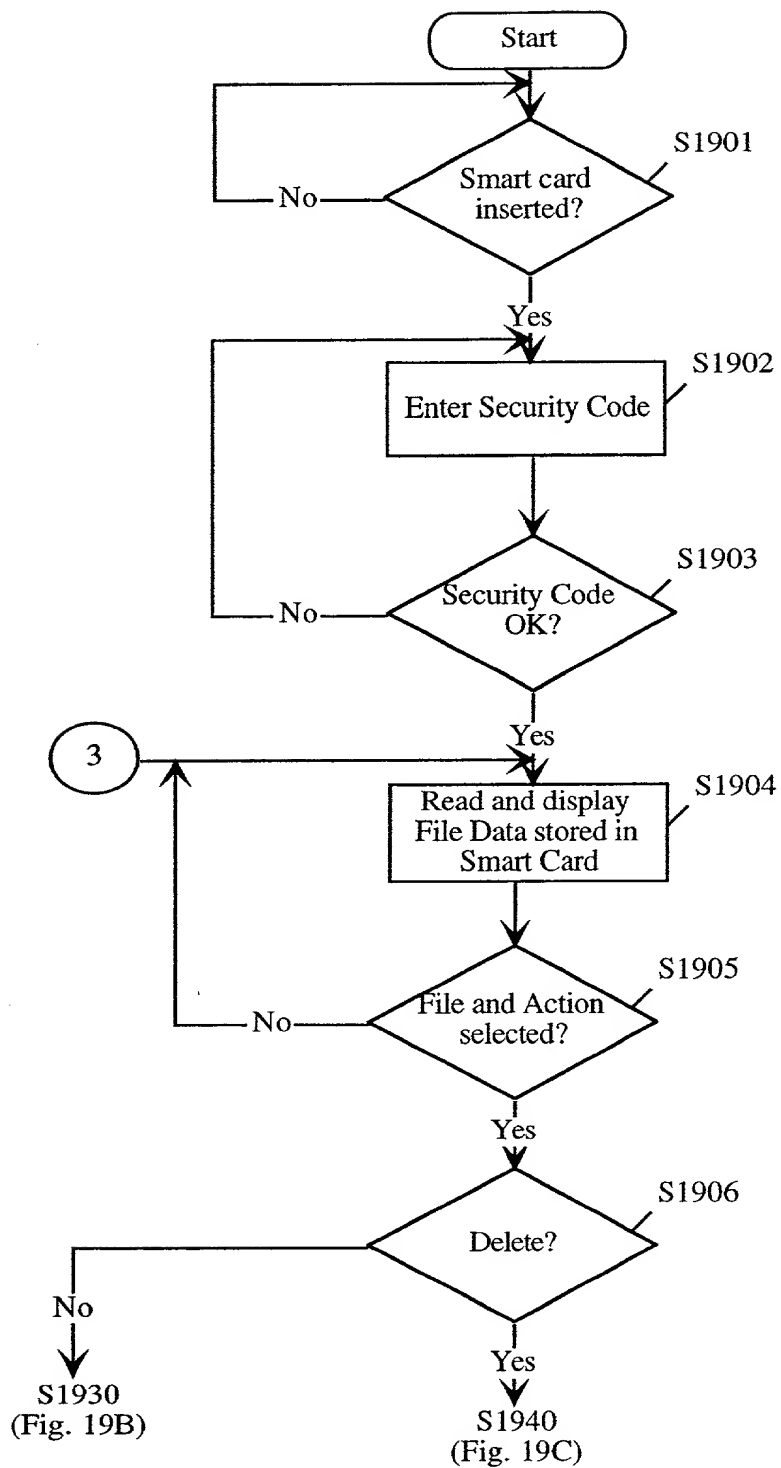 Start
S1901
Smart card
inserted?
No
Yes
S1902
Enter Security Code
S1903
Security Code
OK?
No
Yes
3
S1904
Read and display
File Data stored in
Smart Card
S1905
File and Action
selected?
No
Yes
S1906
Delete?
No
Yes
S1930
(Fig. 19B)
S1940
(Fig. 19C)